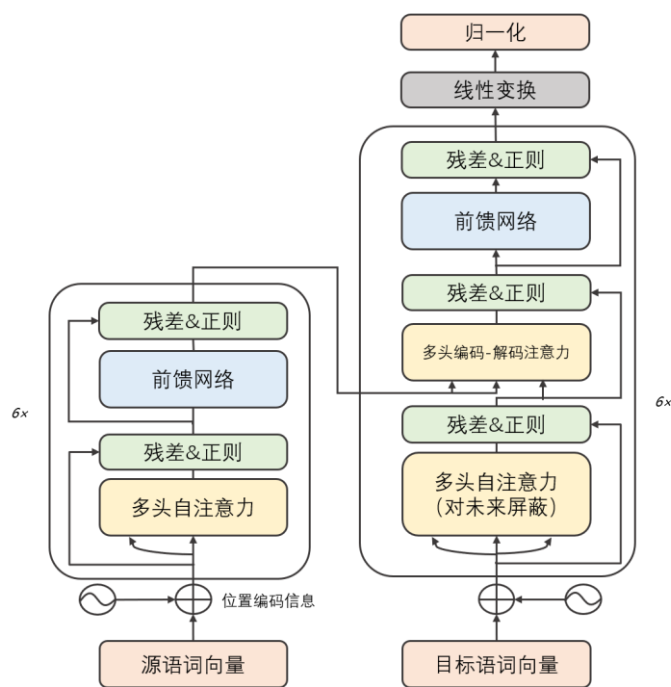 归一化
线性变换
残差&正则
前馈网络
残差&正则
多头编码-解码注意力
残差&正则
多头自注意力
（对未来屏蔽）
6x
目标语词向量
残差&正则
前馈网络
残差&正则
多头自注意力
6x
位置编码信息
源语词向量